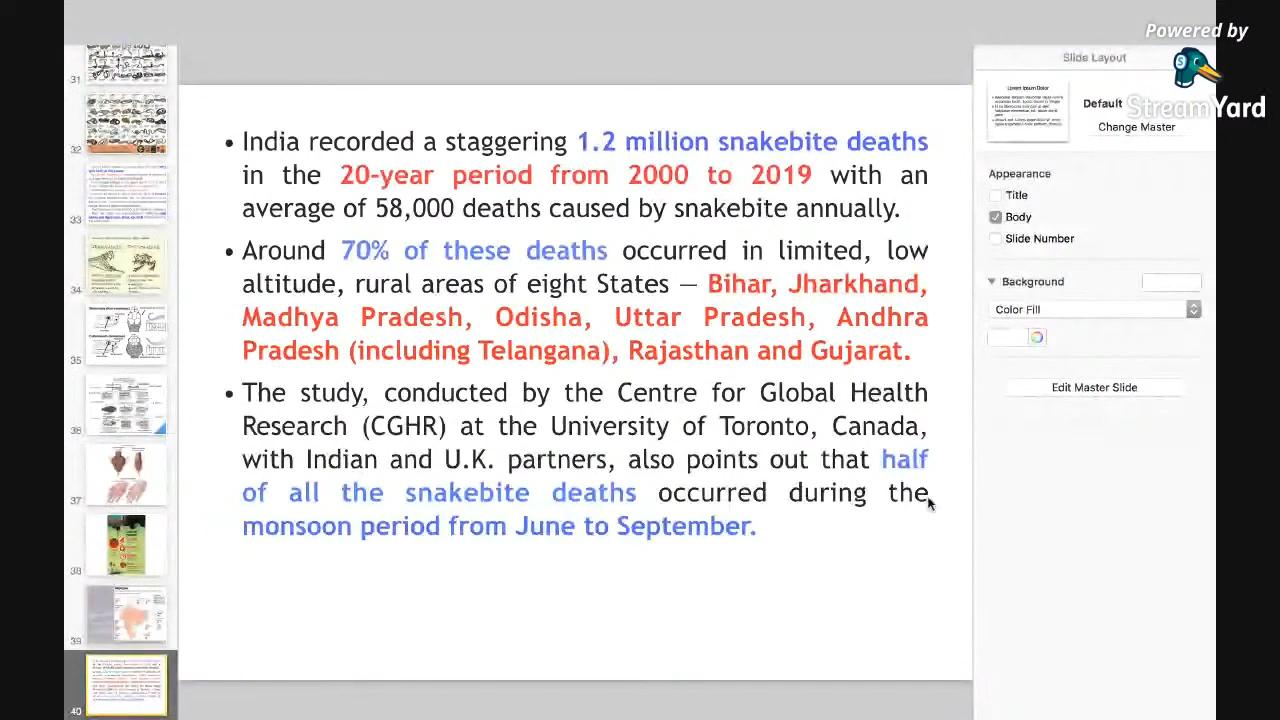 Powered by
StreamYard
31
32
33
34
35
36
37
38
39
40
• India recorded a staggering 1.2 million snakebite deaths
in the 20-year period from 2000 to 2019 with an
average of 58,000 deaths caused by snakebite annually.
• Around 70% of these deaths occurred in limited, low
altitude, rural areas of eight States — Bihar, Jharkhand,
Madhya Pradesh, Odisha, Uttar Pradesh, Andhra
Pradesh (including Telangana), Rajasthan and Gujarat.
• The study, conducted by the Centre for Global Health
Research (CGHR) at the University of Toronto, Canada,
with Indian and U.K. partners, also points out that half
of all the snakebite deaths occurred during the
monsoon period from June to September.
Slide Layout
Lorem Ipsum Dolor
Default
Change Master
Appearance
Title
Body
Slide Number
Background
Color Fill
Edit Master Slide